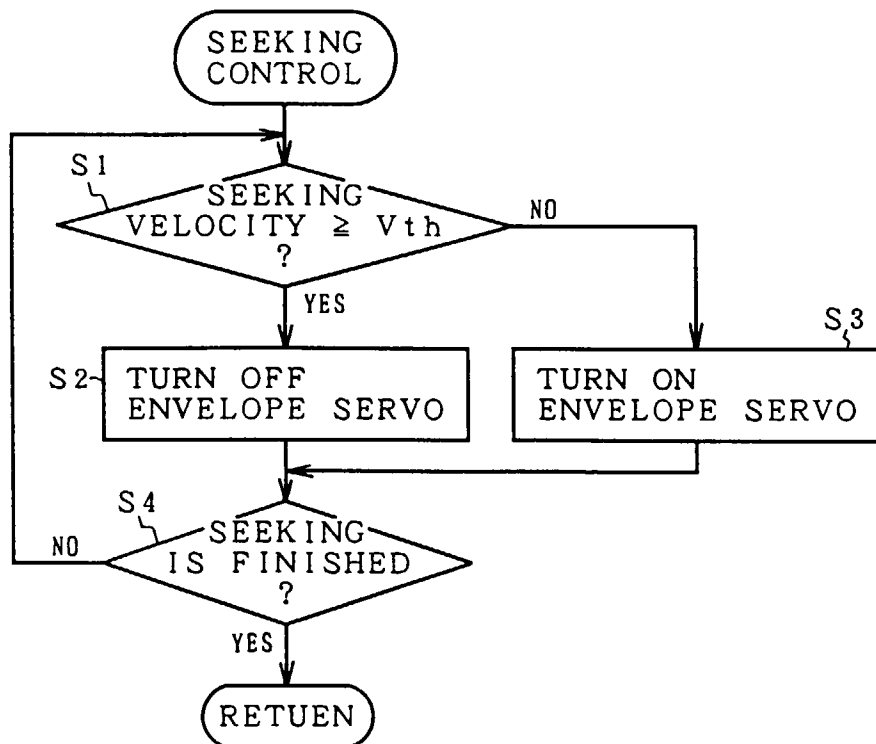 SEEKING
CONTROL
S1
SEEKING
VELOCITY ≧ Vth
?
NO
YES
S2
TURN OFF
ENVELOPE SERVO
S3
TURN ON
ENVELOPE SERVO
S4
SEEKING
IS FINISHED
?
NO
YES
RETUEN